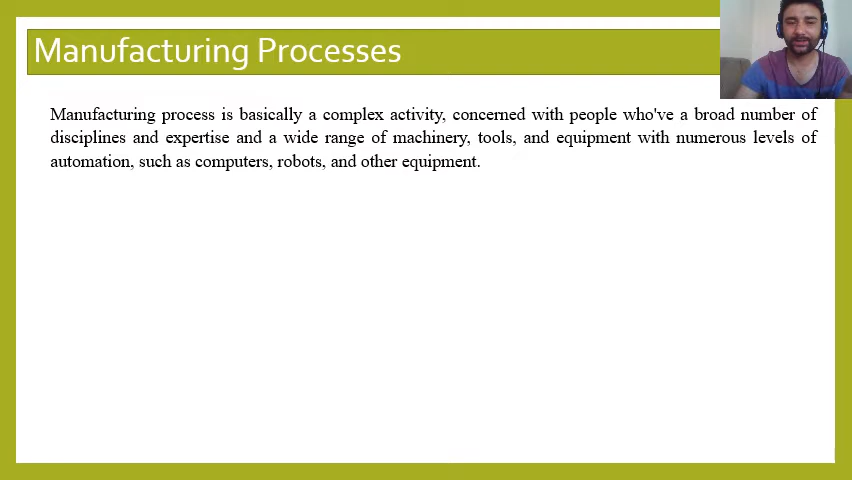 Manufacturing Processes
Manufacturing process is basically a complex activity, concerned with people who've a broad number of
disciplines and expertise and a wide range of machinery, tools, and equipment with numerous levels of
automation, such as computers, robots, and other equipment.